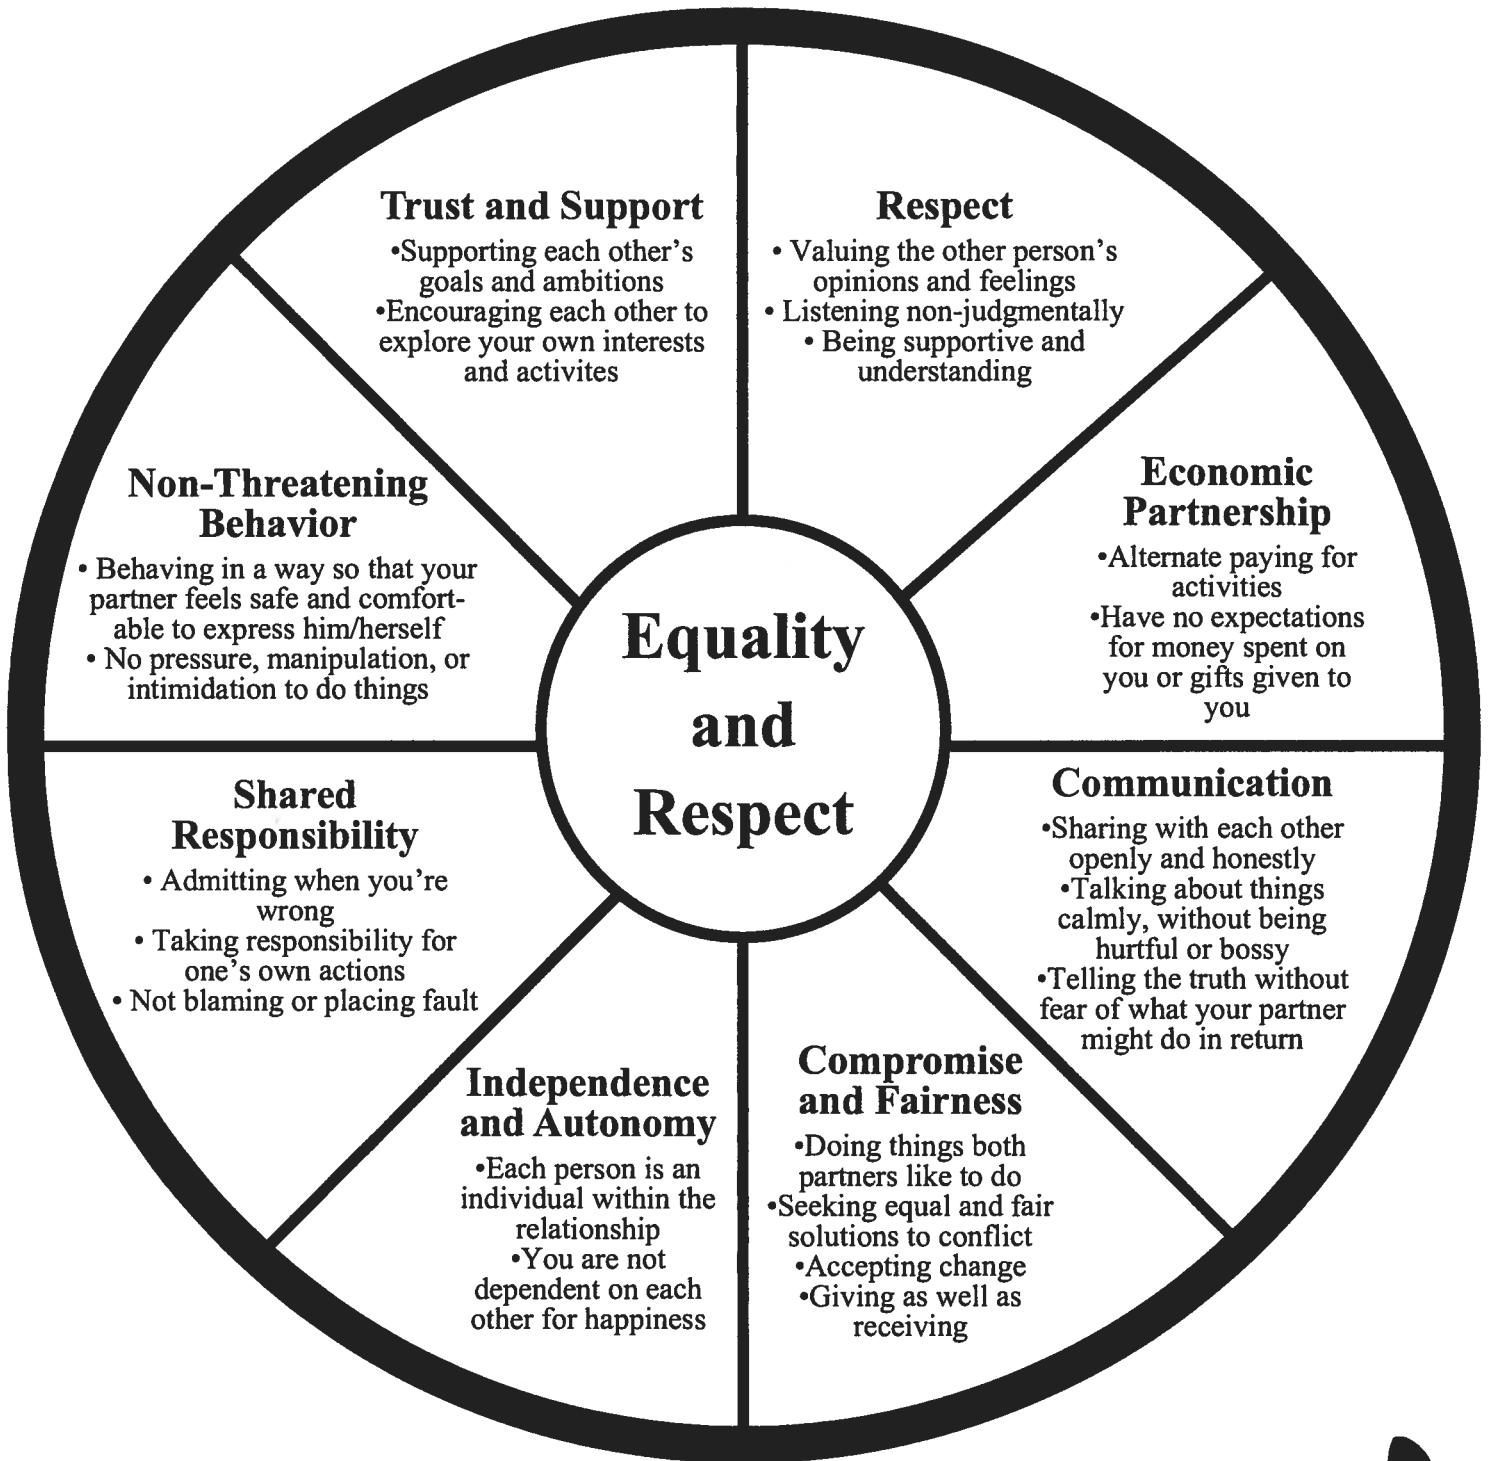 Trust and Support
•Supporting each other's
goals and ambitions
•Encouraging each other to
explore your own interests
and activites
Respect
• Valuing the other person's
opinions and feelings
• Listening non-judgmentally
• Being supportive and
understanding
Economic
Partnership
•Alternate paying for
activities
•Have no expectations
for money spent on
you or gifts given to
you
Communication
•Sharing with each other
openly and honestly
•Talking about things
calmly, without being
hurtful or bossy
•Telling the truth without
fear of what your partner
might do in return
Compromise
and Fairness
•Doing things both
partners like to do
•Seeking equal and fair
solutions to conflict
•Accepting change
•Giving as well as
receiving
Independence
and Autonomy
•Each person is an
individual within the
relationship
•You are not
dependent on each
other for happiness
Shared
Responsibility
• Admitting when you're
wrong
• Taking responsibility for
one's own actions
• Not blaming or placing fault
Non-Threatening
Behavior
• Behaving in a way so that your
partner feels safe and comfort-
able to express him/herself
• No pressure, manipulation, or
intimidation to do things
Equality
and
Respect